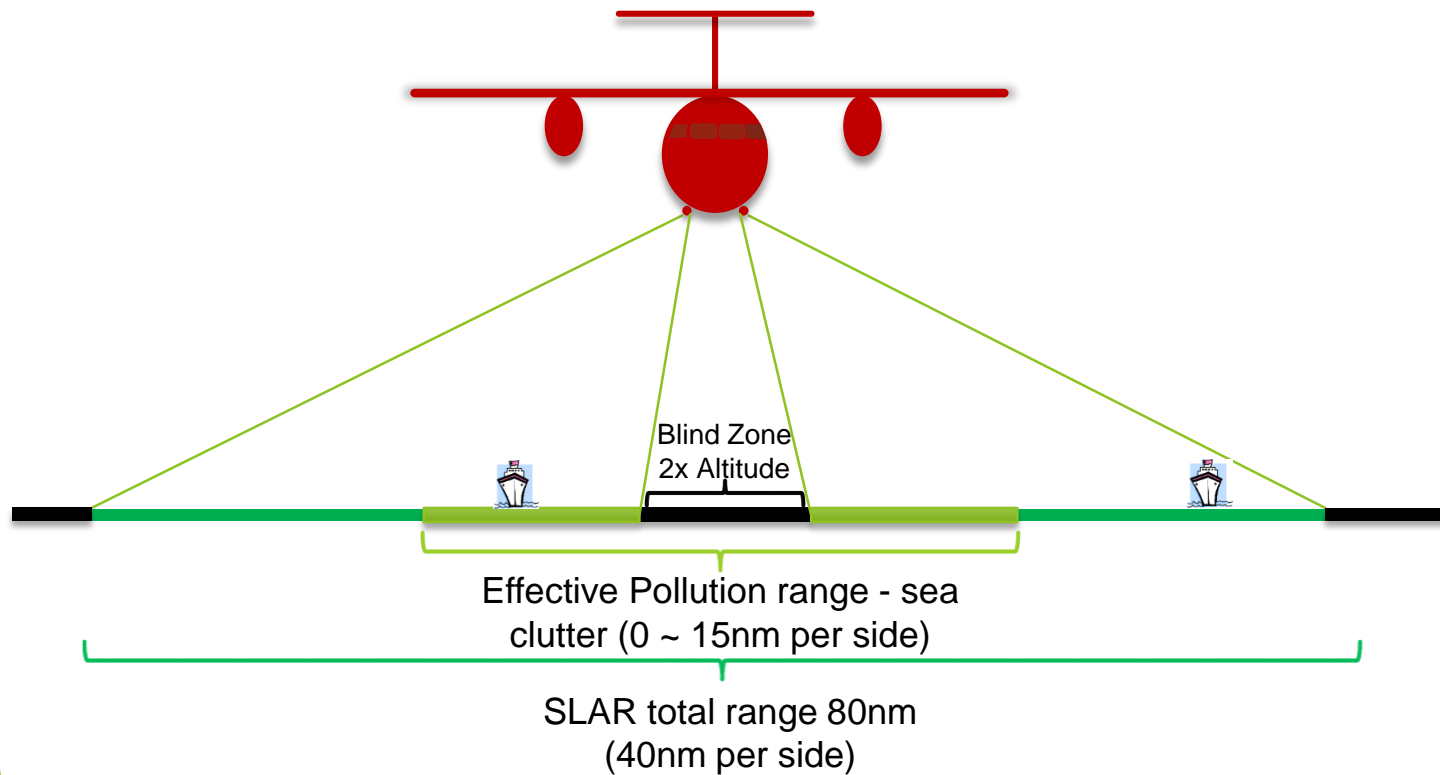 Blind Zone
2x Altitude
Effective Pollution range - sea
clutter (0 ~ 15nm per side)
SLAR total range 80nm
(40nm per side)